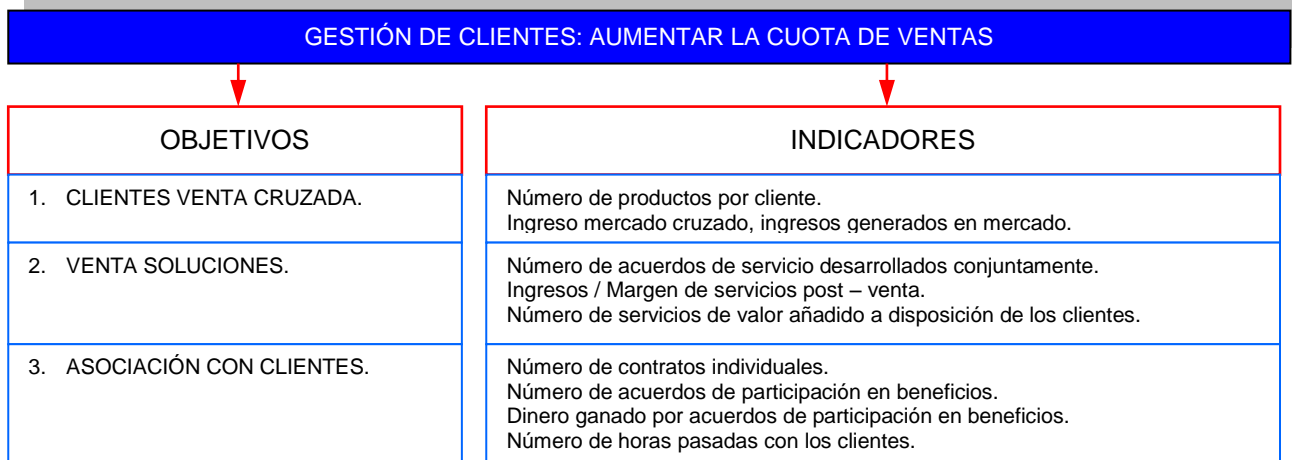 GESTIÓN DE CLIENTES: AUMENTAR LA CUOTA DE VENTAS
OBJETIVOS
INDICADORES
1. CLIENTES VENTA CRUZADA.
Número de productos por cliente.
Ingreso mercado cruzado, ingresos generados en mercado.
2. VENTA SOLUCIONES.
Número de acuerdos de servicio desarrollados conjuntamente.
Ingresos / Margen de servicios post – venta.
Número de servicios de valor añadido a disposición de los clientes.
3. ASOCIACIÓN CON CLIENTES.
Número de contratos individuales.
Número de acuerdos de participación en beneficios.
Dinero ganado por acuerdos de participación en beneficios.
Número de horas pasadas con los clientes.